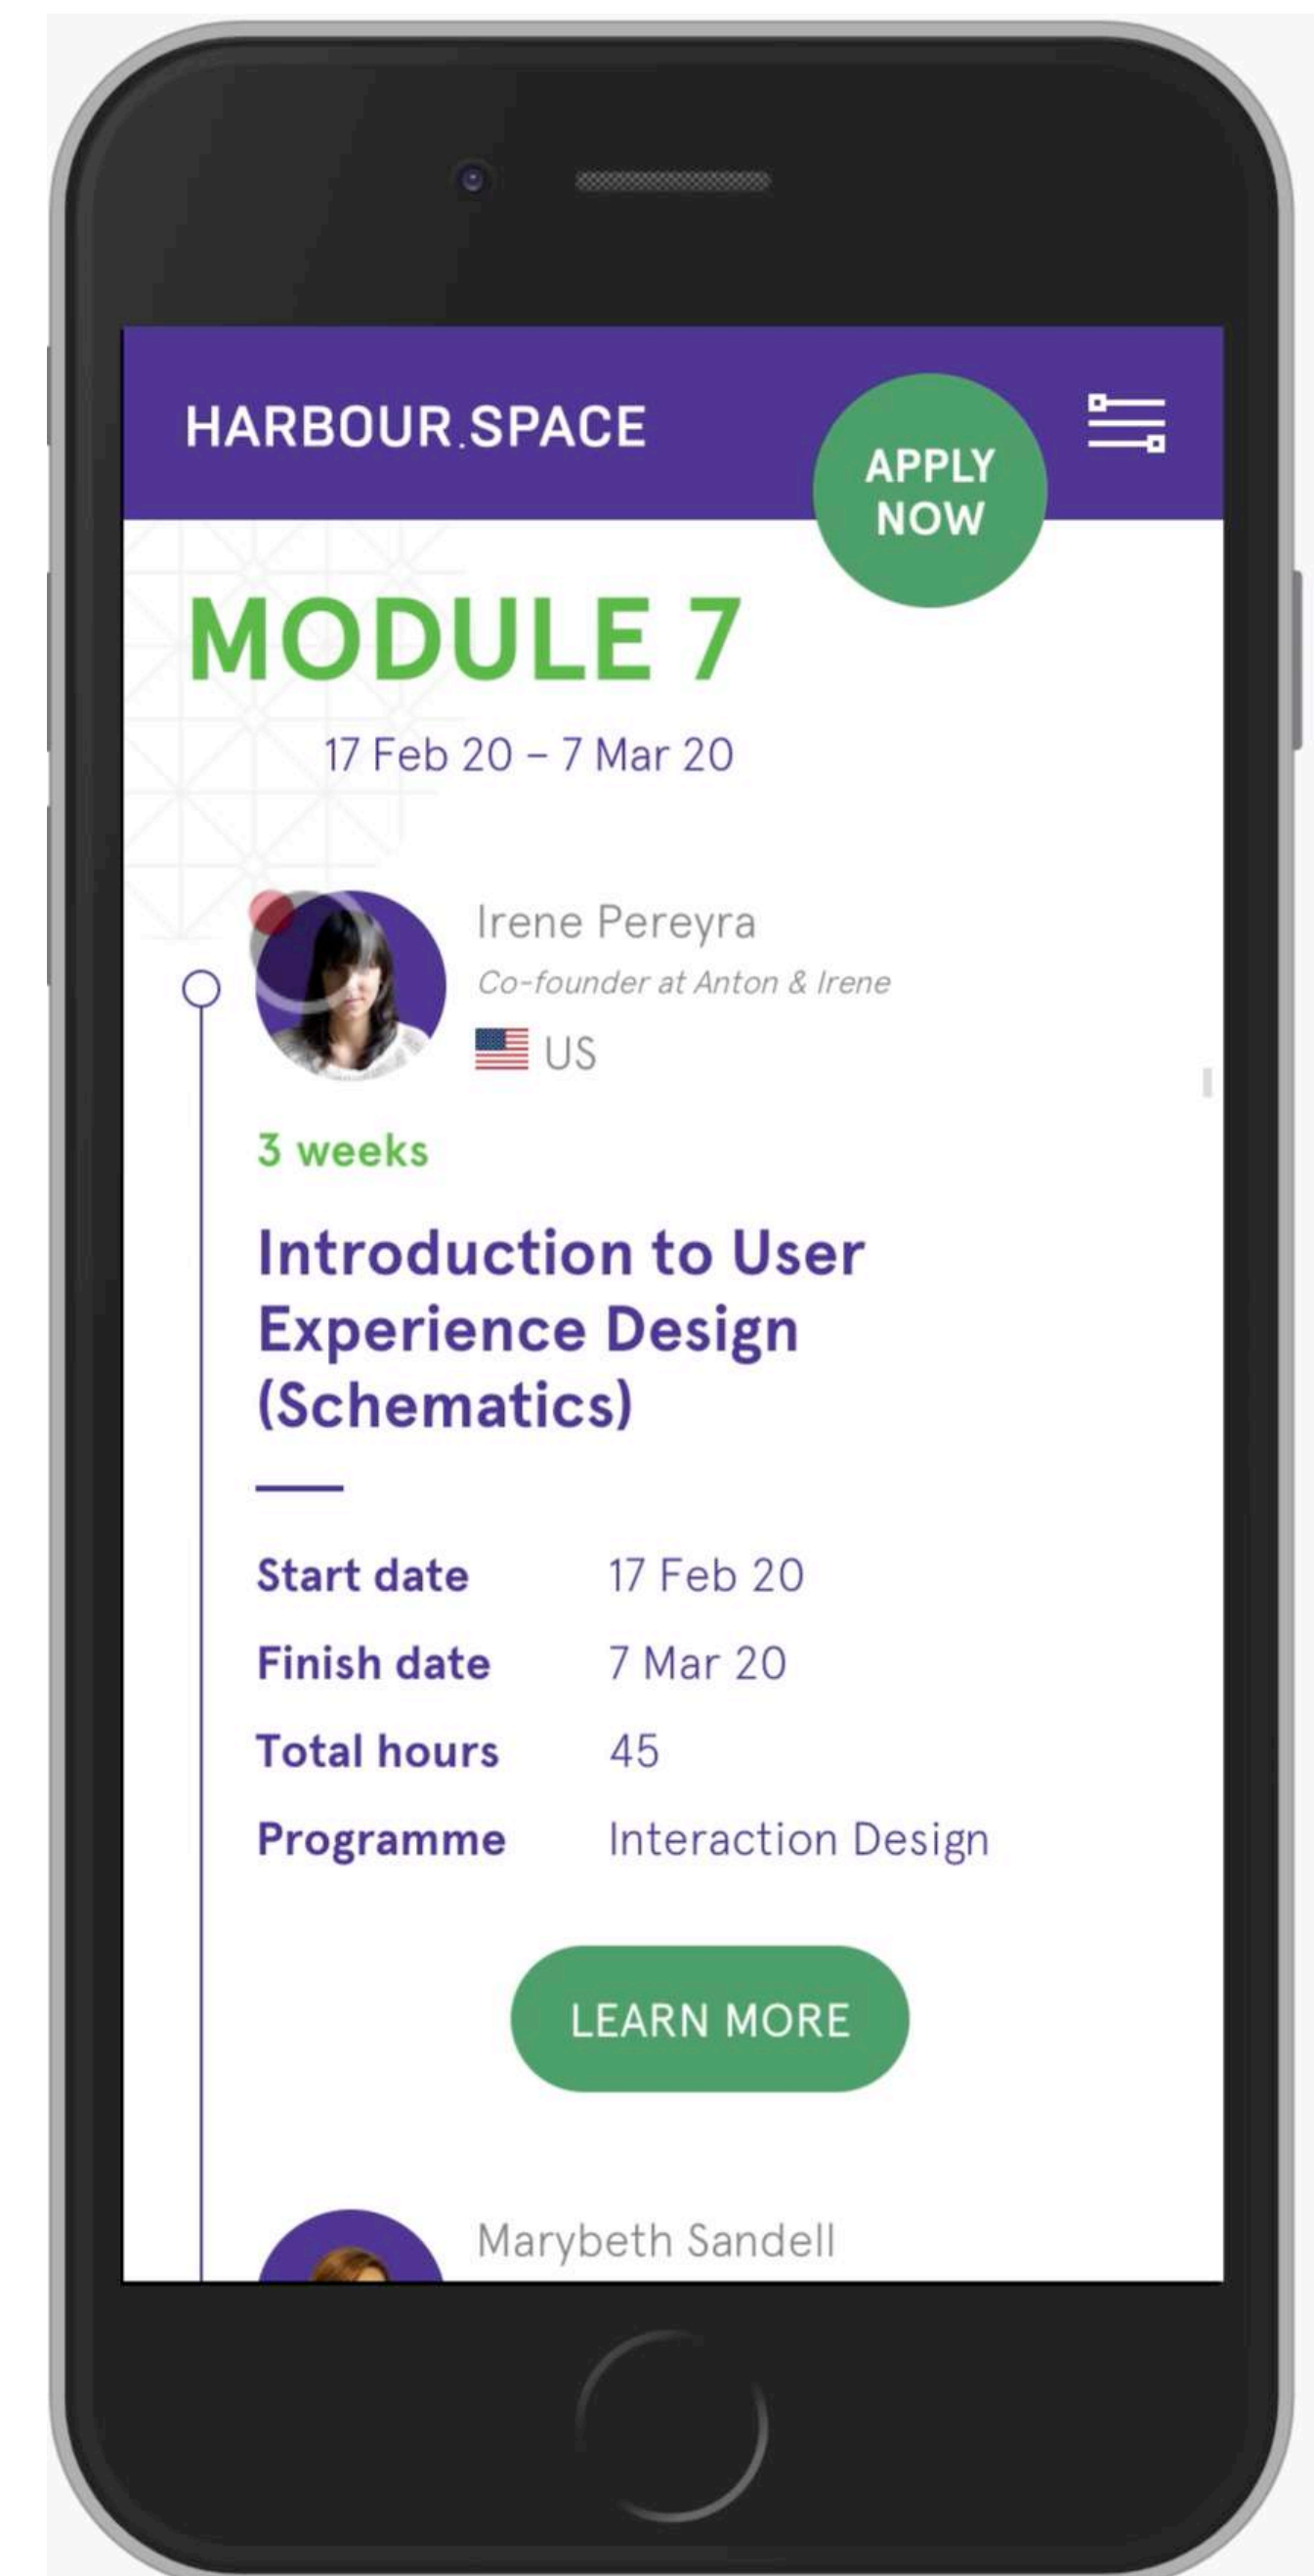 HARBOUR.SPACE
APPLY
NOW
MODULE 7
17 Feb 20 – 7 Mar 20
Irene Pereyra
Co-founder at Anton & Irene
US
3 weeks
Introduction to User
Experience Design
(Schematics)
Start date 17 Feb 20
Finish date 7 Mar 20
Total hours 45
Programme Interaction Design
LEARN MORE
Marybeth Sandell